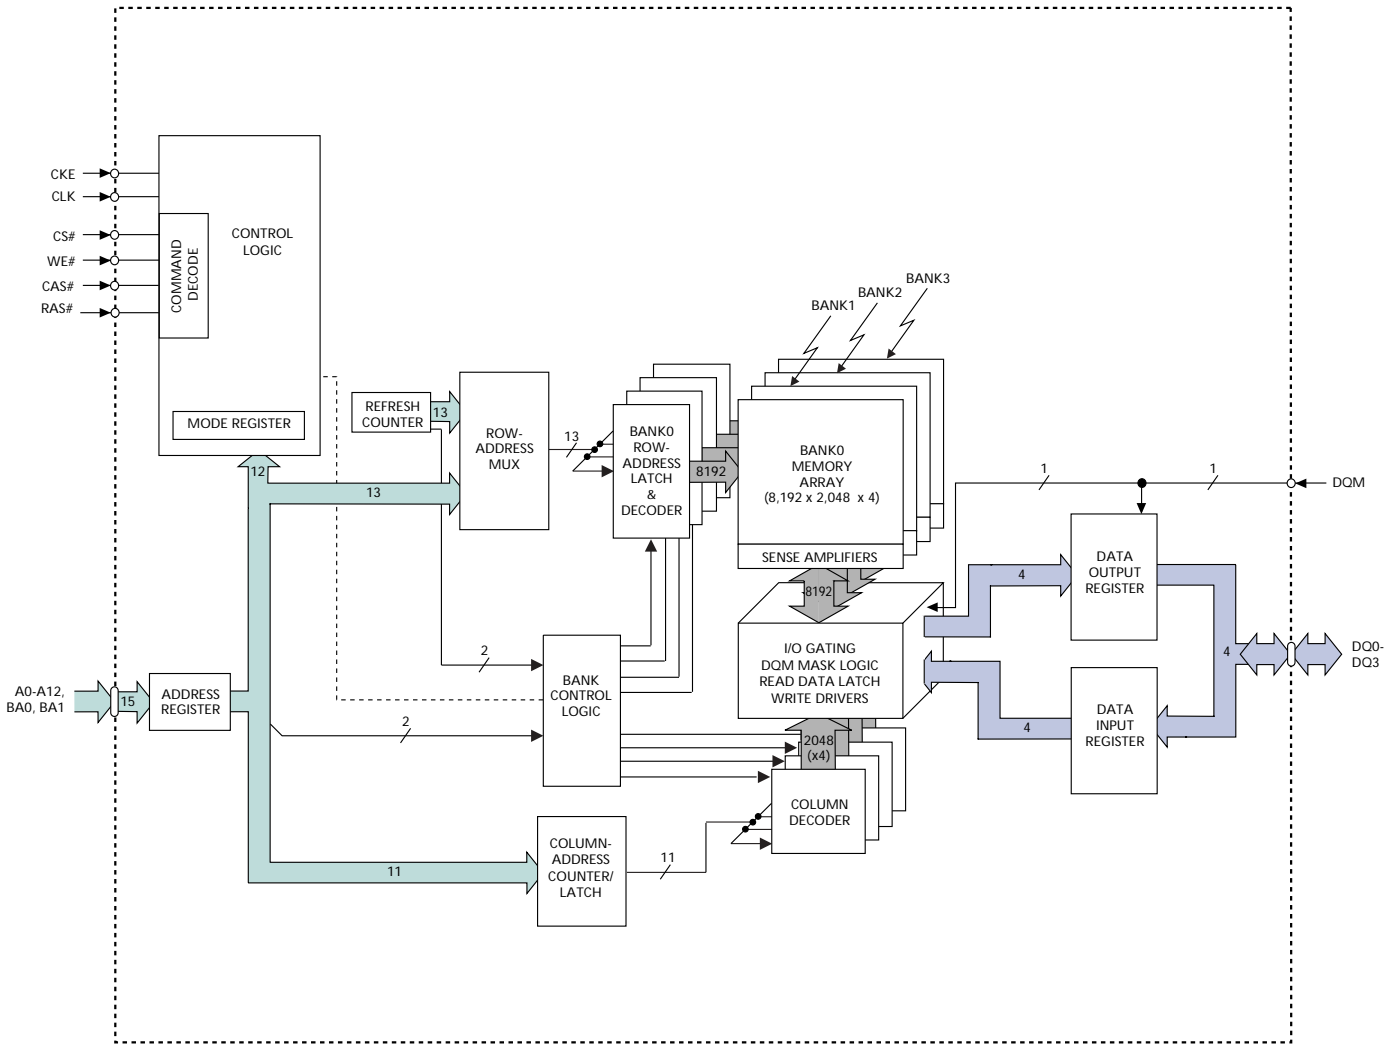 CKE
CLK
CS#
WE#
CAS#
RAS#
CONTROL
LOGIC
COMMAND
DECODE
MODE REGISTER
12
13
REFRESH
COUNTER
13
ROW-
ADDRESS
MUX
13
BANK0
ROW-
ADDRESS
LATCH
&
DECODER
8192
BANK1
BANK2
BANK3
BANK0
MEMORY
ARRAY
(8,192 x 2,048 x 4)
SENSE AMPLIFIERS
8192
I/O GATING
DQM MASK LOGIC
READ DATA LATCH
WRITE DRIVERS
2048
(x4)
COLUMN
DECODER
1
1
DQM
DATA
OUTPUT
REGISTER
4
4
DQ0-
DQ3
DATA
INPUT
REGISTER
4
A0-A12,
BA0, BA1
15
ADDRESS
REGISTER
2
2
BANK
CONTROL
LOGIC
11
COLUMN-
ADDRESS
COUNTER/
LATCH
11